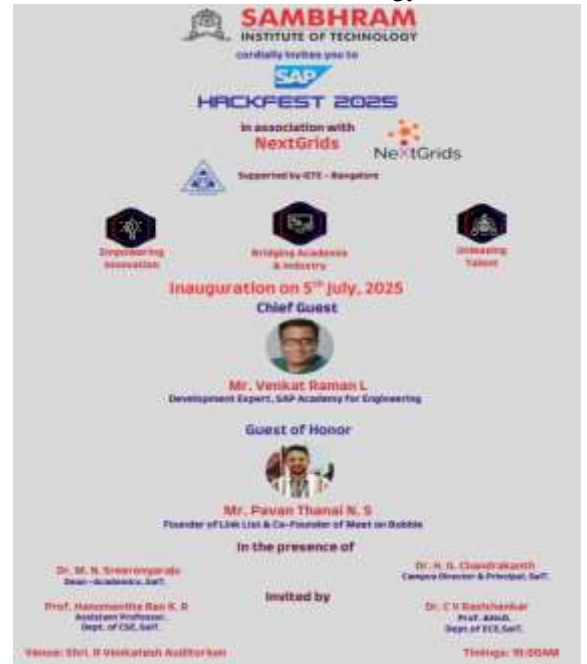 SAMBHRAM
INSTITUTE OF TECHNOLOGY
cordially invites you to
SAP
HACKFEST 2025
in association with
NextGrids
NeXtGrids
Supported by IETE - Bangalore
Empowering
Innovation
Bridging Academia
& Industry
Unleasing
Talent
Inauguration on 5th July, 2025
Chief Guest
Mr. Venkat Raman L
Development Expert, SAP Academy for Engineering
Guest of Honor
Mr. Pavan Thanai N. S
Founder of Link List & Co-Founder of Meet on Bubble
In the presence of
Dr. M. N. Sreerangaraju
Dean -Academics, SaIT.
Dr. H. G. Chandrakanth
Campus Director & Principal, SaIT.
Invited by
Prof. Hanumantha Rao K. R
Assistant Professor,
Dept. of CSE, SaIT.
Dr. C V Ravishankar
Prof. &HoD,
Dept of ECE,SaIT.
Venue: Shri. R Venkatesh Auditorium
Timings: